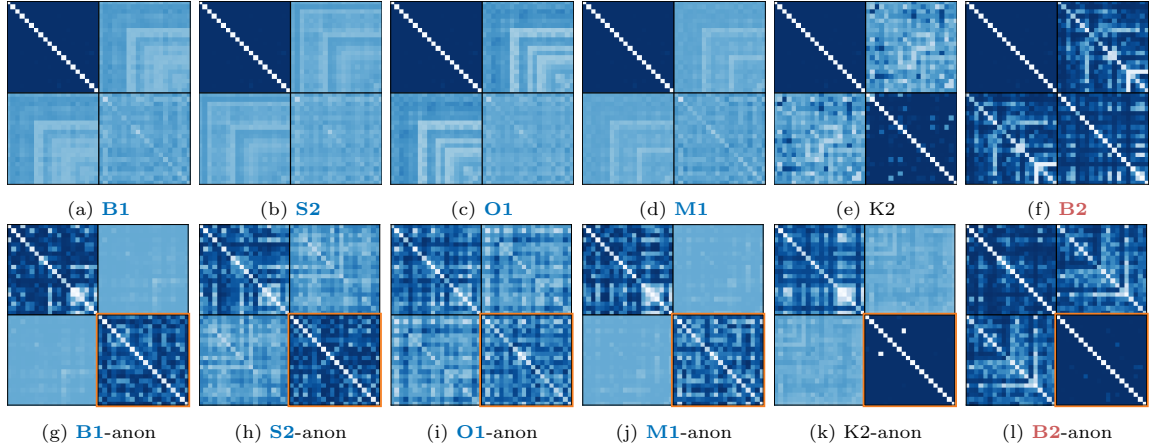 (a) B1 (b) S2 (c) O1 (d) M1 (e) K2 (f) B2
(g) B1-anon (h) S2-anon (i) O1-anon (j) M1-anon (k) K2-anon (l) B2-anon